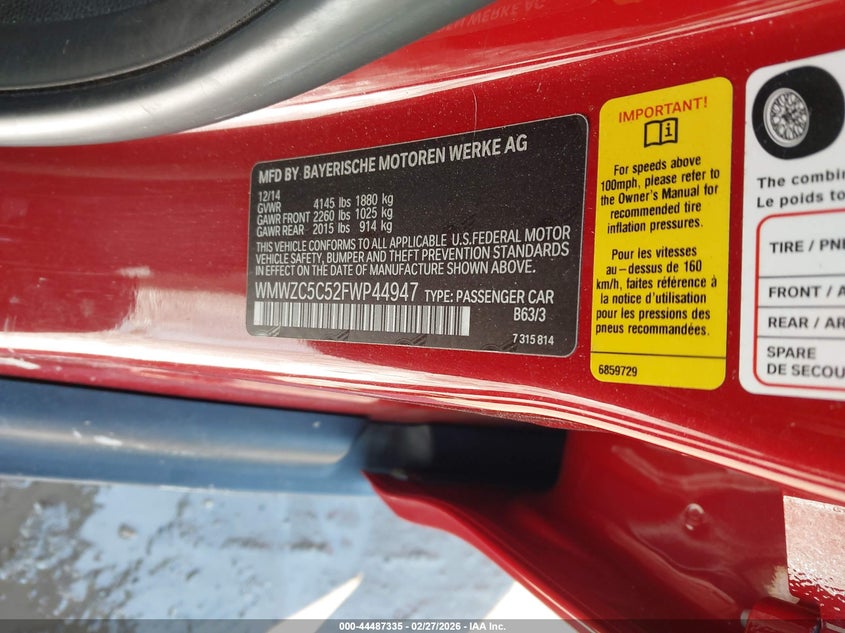 MFD BY BAYERISCHE MOTOREN WERKE AG
12/14
GVWR 4145 lbs 1880 kg
GAWR FRONT 2260 lbs 1025 kg
GAWR REAR 2015 lbs 914 kg
THIS VEHICLE CONFORMS TO ALL APPLICABLE U.S.FEDERAL MOTOR
VEHICLE SAFETY, BUMPER AND THEFT PREVENTION STANDARDS
IN EFFECT ON THE DATE OF MANUFACTURE SHOWN ABOVE.
WMWZC5C52FWP44947 TYPE: PASSENGER CAR
B63/3
7 315 814
IMPORTANT!
For speeds above
100mph, please refer to
the Owner's Manual for
recommended tire
inflation pressures.
Pour les vitesses
au-dessus de 160
km/h, faites référence à
la notice d'utilisation
pour les pressions des
pneus recommandées.
6859729
The combin
Le poids to
TIRE / PNE
FRONT / A
REAR / AR
SPARE
DE SECOU
000-44487335 - 02/27/2026 - IAA Inc.